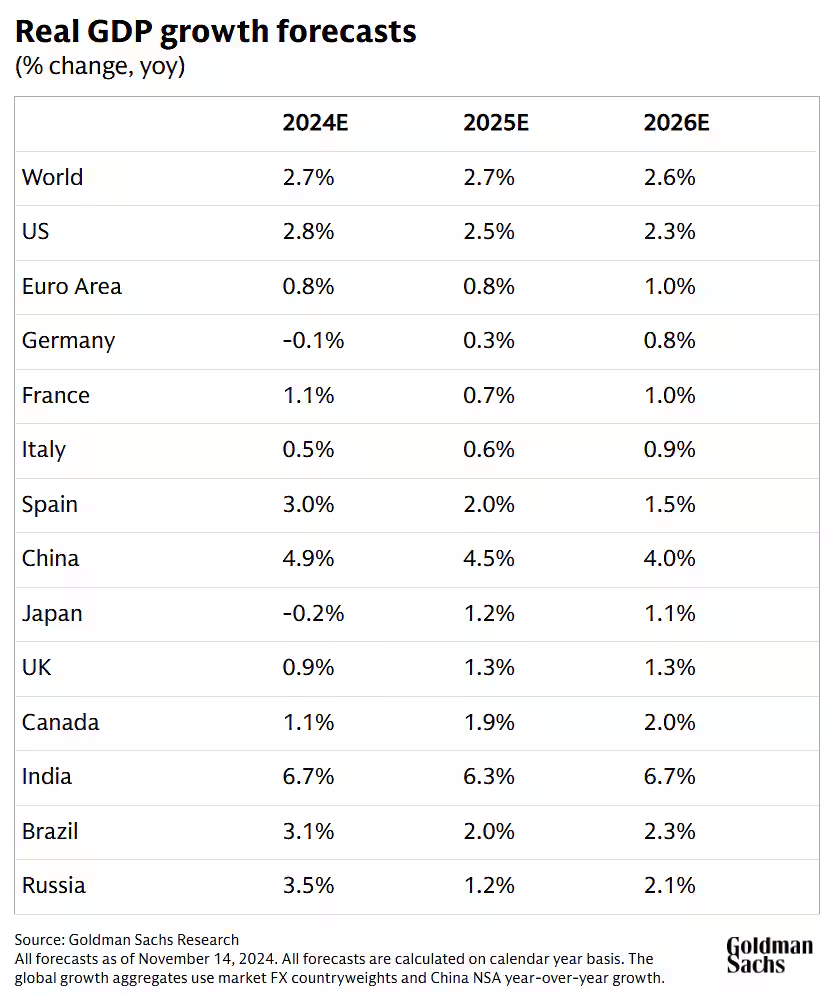 Real GDP growth forecasts
(% change, yoy)
2024E 2025E 2026E
World 2.7% 2.7% 2.6%
US 2.8% 2.5% 2.3%
Euro Area 0.8% 0.8% 1.0%
Germany -0.1% 0.3% 0.8%
France 1.1% 0.7% 1.0%
Italy 0.5% 0.6% 0.9%
Spain 3.0% 2.0% 1.5%
China 4.9% 4.5% 4.0%
Japan -0.2% 1.2% 1.1%
UK 0.9% 1.3% 1.3%
Canada 1.1% 1.9% 2.0%
India 6.7% 6.3% 6.7%
Brazil 3.1% 2.0% 2.3%
Russia 3.5% 1.2% 2.1%
Source: Goldman Sachs Research
All forecasts as of November 14, 2024. All forecasts are calculated on calendar year basis. The
global growth aggregates use market FX countryweights and China NSA year-over-year growth.
Goldman
Sachs